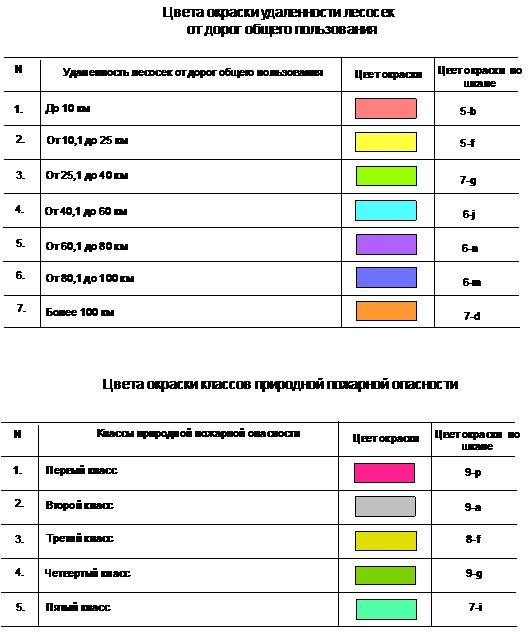 Цвета окраски удаленности лесосек
от дорог общего пользования
N Удаленность лесосек от дорог общего пользования Цвет окраски Цвет окраски по
шкале
1. До 10 км 5-b
2. От 10,1 до 25 км 5-f
3. От 25,1 до 40 км 7-g
4. От 40,1 до 60 км 6-j
5. От 60,1 до 80 км 6-n
6. От 80,1 до 100 км 6-m
7. Более 100 км 7-d
Цвета окраски классов природной пожарной опасности
N Классы природной пожарной опасности Цвет окраски Цвет окраски по
шкале
1. Первый класс 9-p
2. Второй класс 9-a
3. Третий класс 8-f
4. Четвертый класс 9-g
5. Пятый класс 7-i